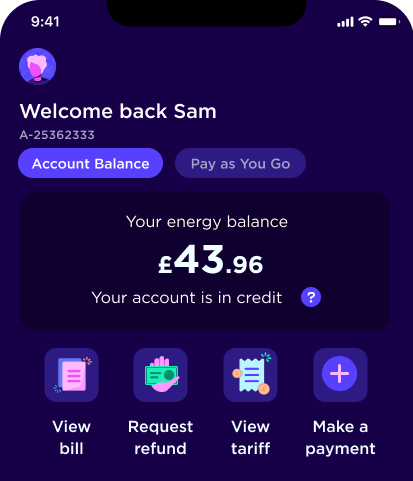 9:41
Welcome back Sam
A-25362333
Account Balance
Pay as You Go
Your energy balance
£43.96
Your account is in credit ?
View bill
Request refund
View tariff
Make a payment